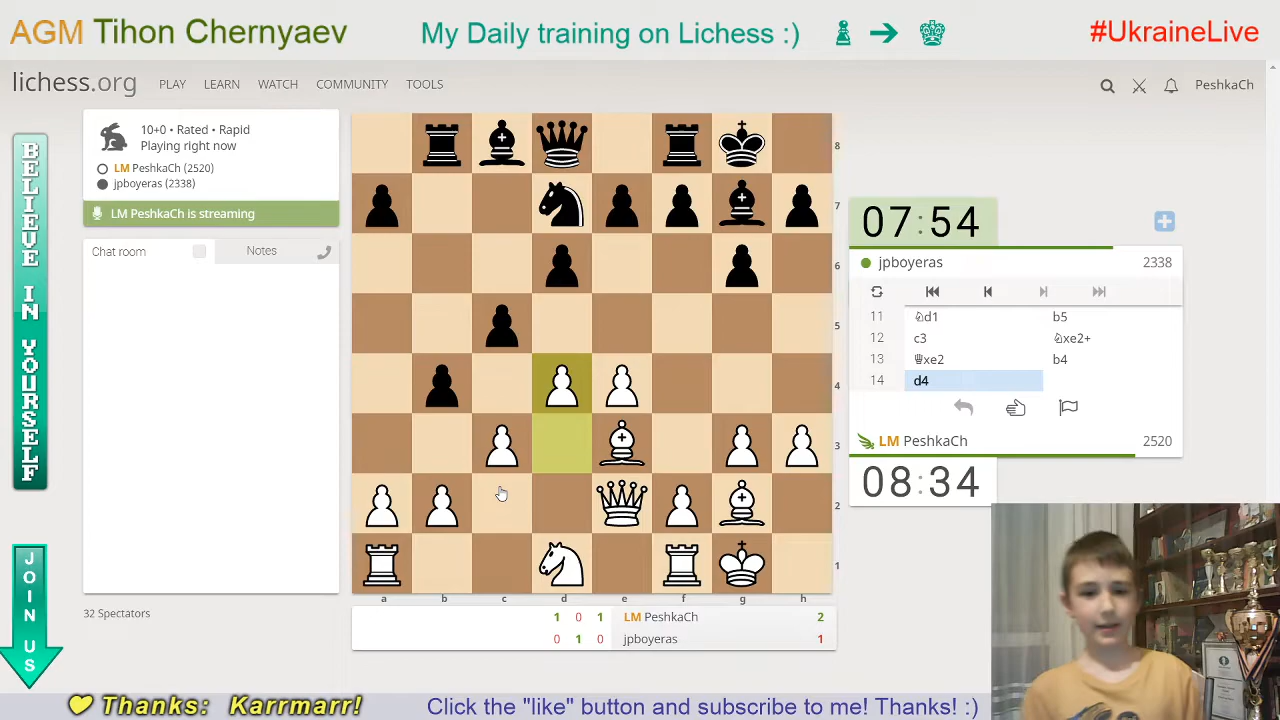 AGM Tihon Chernyaev
My Daily training on Lichess :)
#UkraineLive
lichess.org
PLAY
LEARN
WATCH
COMMUNITY
TOOLS
PeshkaCh
10+0 • Rated • Rapid
Playing right now
LM PeshkaCh (2520)
jpboyeras (2338)
LM PeshkaCh is streaming
Chat room
Notes
32 Spectators
BELIEVE IN YOURSELF
JOIN US
8
7
6
5
4
3
2
1
a b c d e f g h
07:54
jpboyeras 2338
11 ♘d1 b5
12 c3 ♘xe2+
13 ♕xe2 b4
14 d4
LM PeshkaCh 2520
08:34
1 0 1 LM PeshkaCh 2
0 1 0 jpboyeras 1
Thanks: Karrmarr!
Click the "like" button and subscribe to me! Thanks! :)